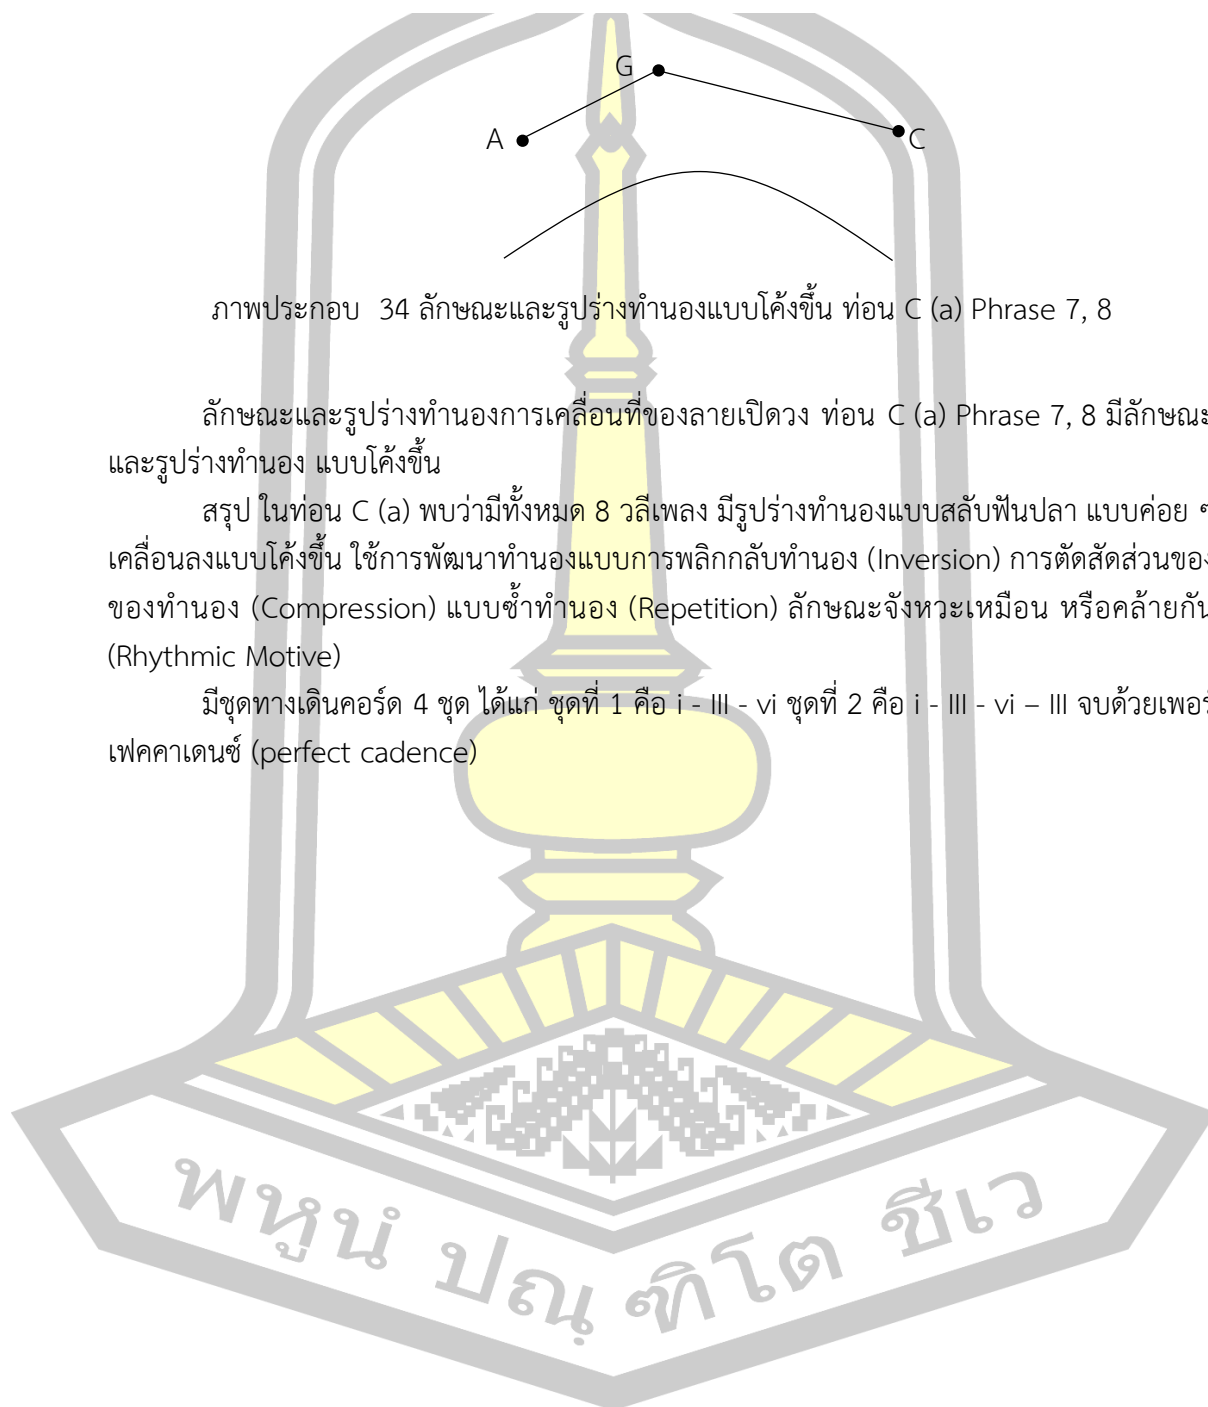 G
A
C
ภาพประกอบ 34 ลักษณะและรูปร่างทำนองแบบโค้งขึ้น ท่อน C (a) Phrase 7, 8
ลักษณะและรูปร่างทำนองการเคลื่อนที่ของลายเปิดวง ท่อน C (a) Phrase 7, 8 มีลักษณะ
และรูปร่างทำนอง แบบโค้งขึ้น
สรุป ในท่อน C (a) พบว่ามีทั้งหมด 8 วลีเพลง มีรูปร่างทำนองแบบสลับฟันปลา แบบค่อย ๆ
เคลื่อนลงแบบโค้งขึ้น ใช้การพัฒนาทำนองแบบการพลิกกลับทำนอง (Inversion) การตัดสัดส่วนของ
ของทำนอง (Compression) แบบซ้ำทำนอง (Repetition) ลักษณะจังหวะเหมือน หรือคล้ายกัน
(Rhythmic Motive)
มีชุดทางเดินคอร์ด 4 ชุด ได้แก่ ชุดที่ 1 คือ i - III - vi ชุดที่ 2 คือ i - III - vi – III จบด้วยเพอร์
เฟคคาเดนซ์ (perfect cadence)
พหูนํ ปณฺฑิโต ชีเว